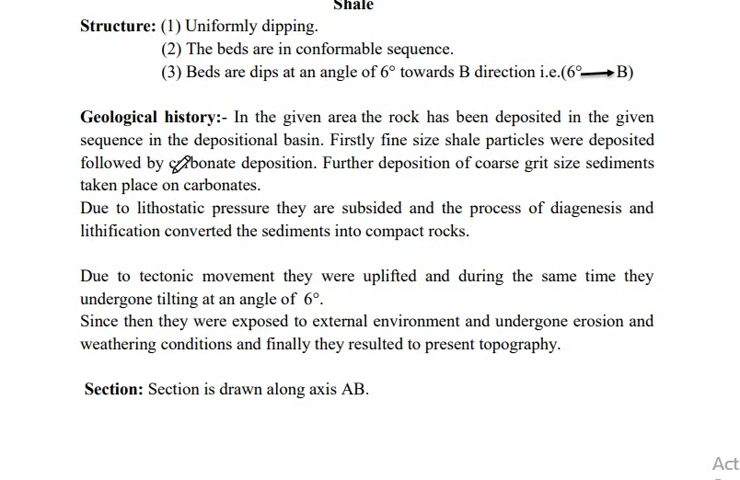 Shale
Structure: (1) Uniformly dipping.
(2) The beds are in conformable sequence.
(3) Beds are dips at an angle of 6° towards B direction i.e.(6°⟶B)
Geological history:- In the given area the rock has been deposited in the given
sequence in the depositional basin. Firstly fine size shale particles were deposited
followed by carbonate deposition. Further deposition of coarse grit size sediments
taken place on carbonates.
Due to lithostatic pressure they are subsided and the process of diagenesis and
lithification converted the sediments into compact rocks.
Due to tectonic movement they were uplifted and during the same time they
undergone tilting at an angle of 6°.
Since then they were exposed to external environment and undergone erosion and
weathering conditions and finally they resulted to present topography.
Section: Section is drawn along axis AB.
Act